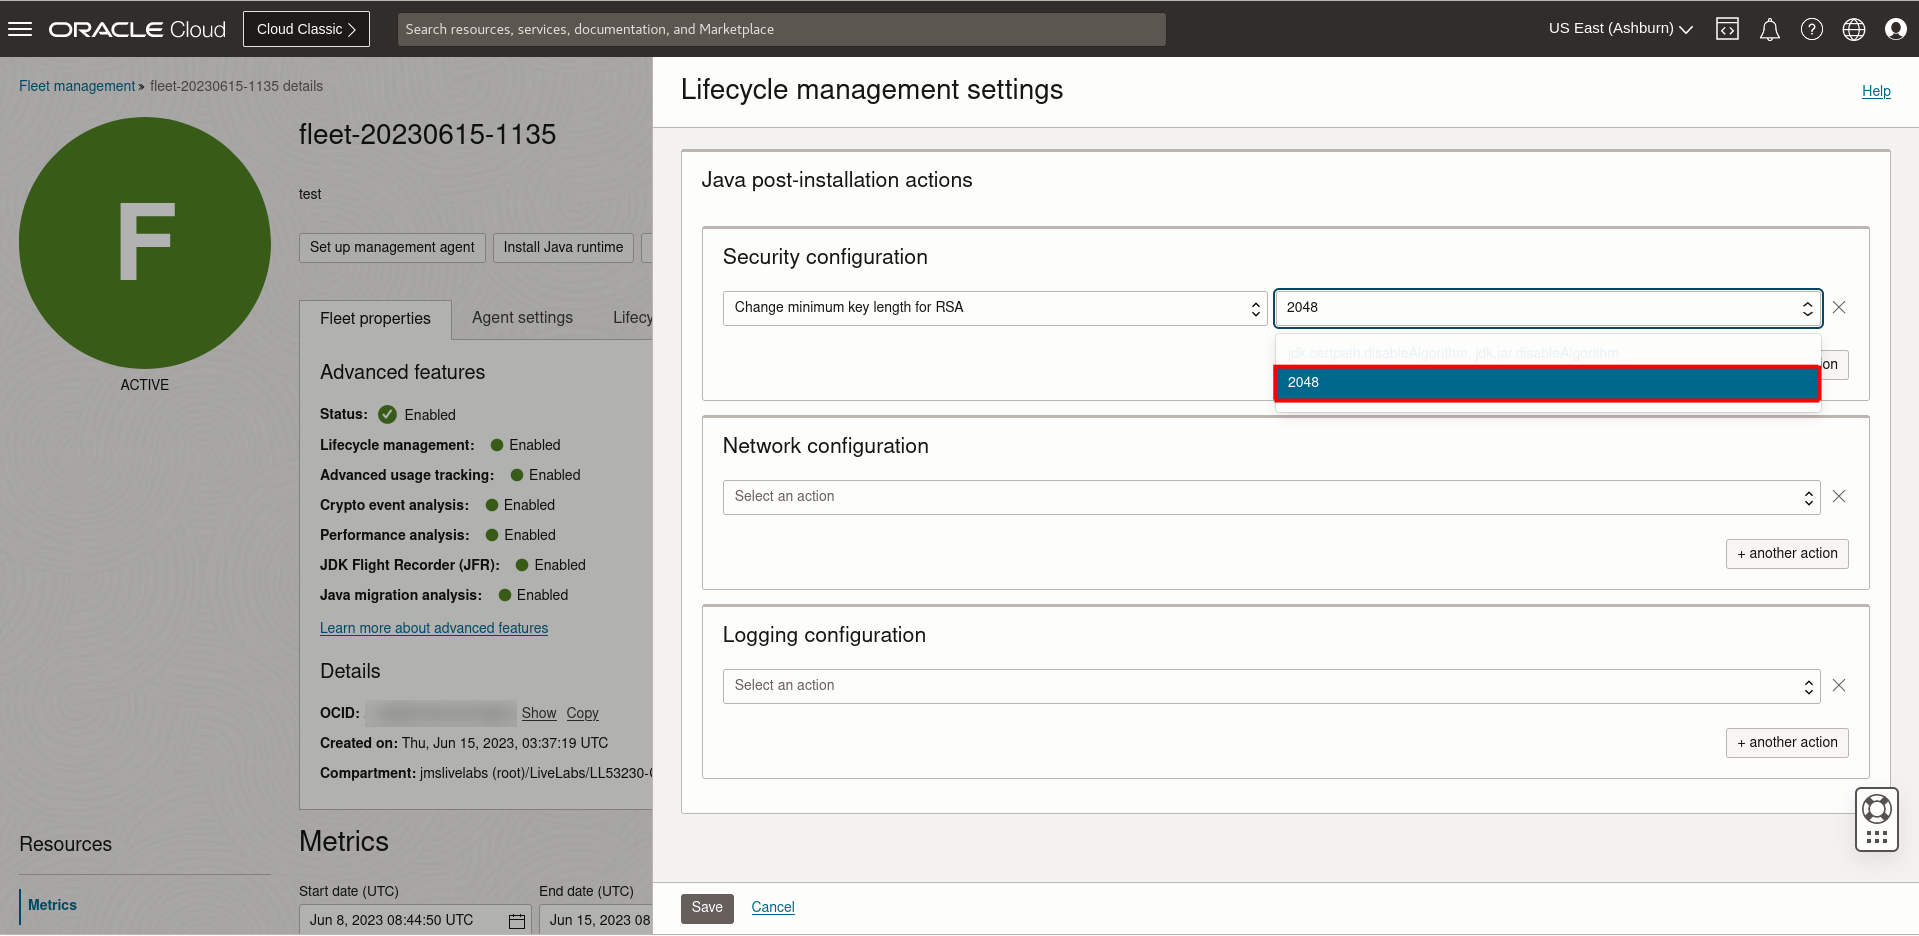 ORACLE Cloud
Cloud Classic
Search resources, services, documentation, and Marketplace
US East (Ashburn)
Fleet management » fleet-20230615-1135 details
F
ACTIVE
fleet-20230615-1135
test
Set up management agent
Install Java runtime
Fleet properties
Agent settings
Lifecy
Advanced features
Status: Enabled
Lifecycle management: Enabled
Advanced usage tracking: Enabled
Crypto event analysis: Enabled
Performance analysis: Enabled
JDK Flight Recorder (JFR): Enabled
Java migration analysis: Enabled
Learn more about advanced features
Details
OCID: Show Copy
Created on: Thu, Jun 15, 2023, 03:37:19 UTC
Compartment: jmslivelabs (root)/LiveLabs/LL53230-
Resources
Metrics
Metrics
Start date (UTC)
End date (UTC)
Jun 8, 2023 08:44:50 UTC
Jun 15, 2023 08
Lifecycle management settings
Help
Java post-installation actions
Security configuration
Change minimum key length for RSA
2048
jdk.certpath.disableAlgorithm, jdk.jar.disableAlgorithm
2048
on
Network configuration
Select an action
+ another action
Logging configuration
Select an action
+ another action
Save
Cancel